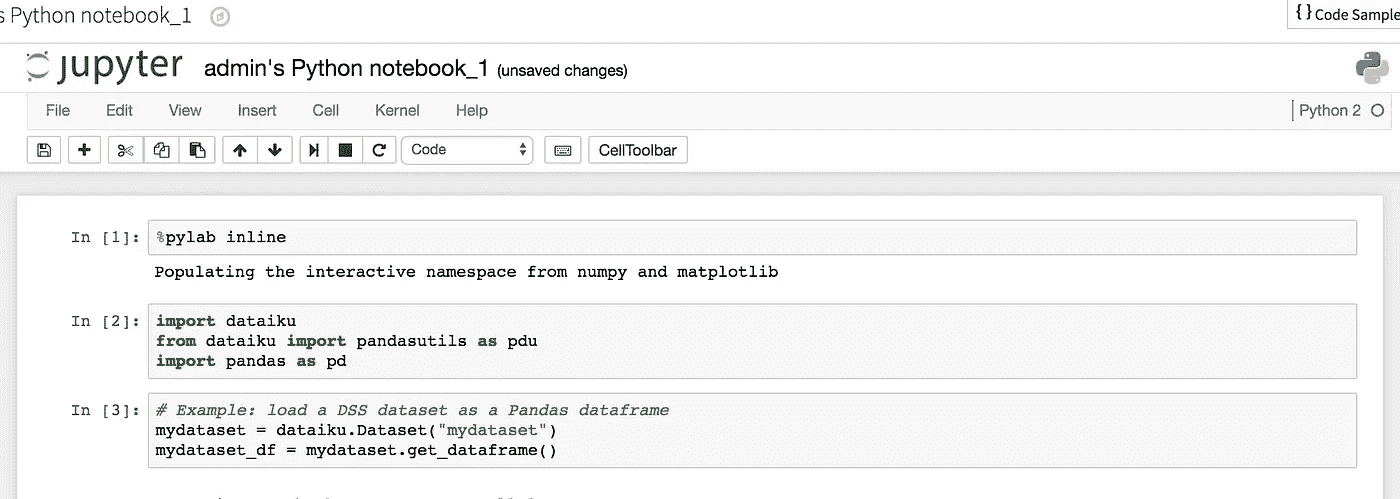 s Python notebook_1
{ } Code Sample
jupyter admin's Python notebook_1 (unsaved changes)
File Edit View Insert Cell Kernel Help Python 2
Code CellToolbar
In [1]: %pylab inline
Populating the interactive namespace from numpy and matplotlib
In [2]: import dataiku
from dataiku import pandasutils as pdu
import pandas as pd
In [3]: # Example: load a DSS dataset as a Pandas dataframe
mydataset = dataiku.Dataset("mydataset")
mydataset_df = mydataset.get_dataframe()